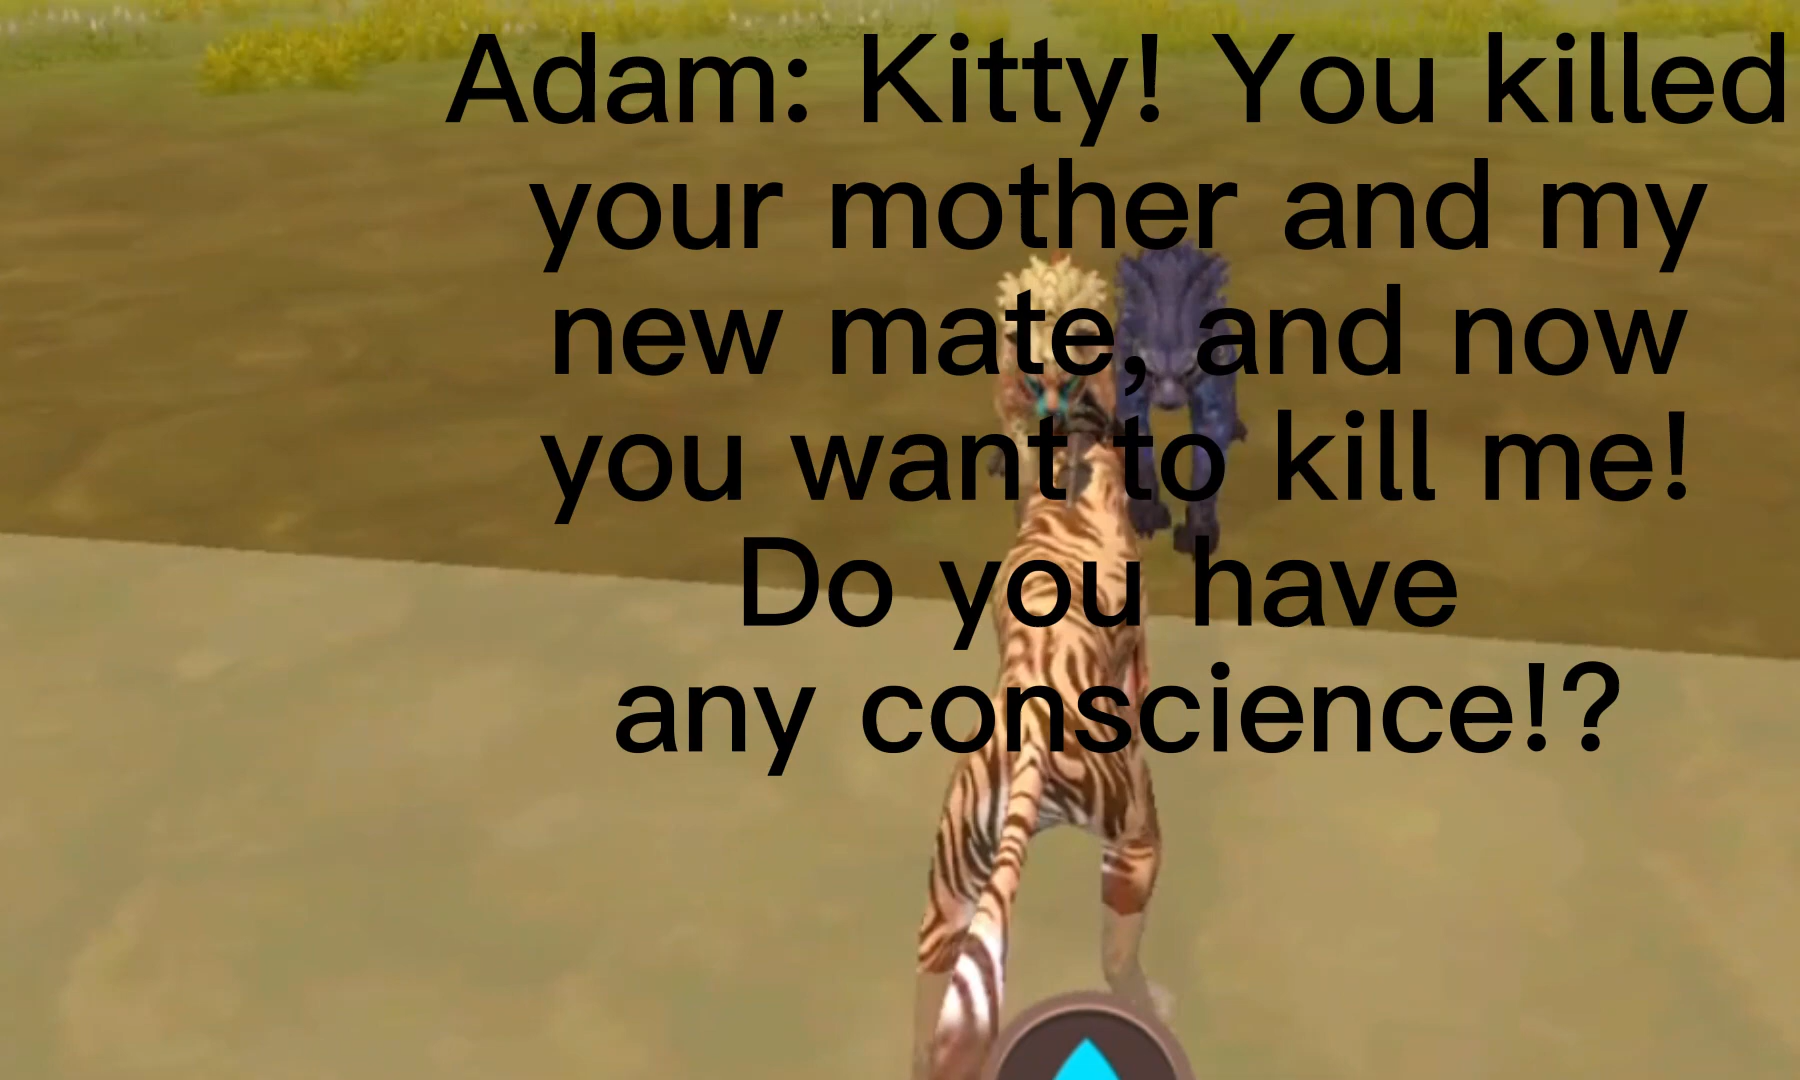 Adam: Kitty! You killed
your mother and my
new mate, and now
you want to kill me!
Do you have
any conscience!?